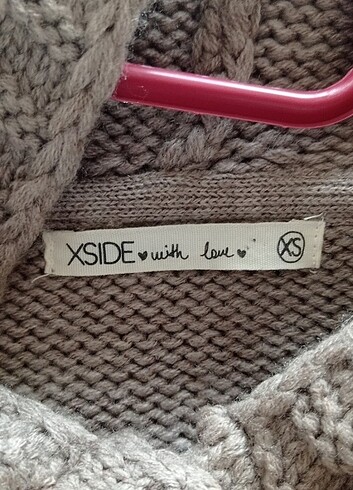 XSIDE ♥ with love ♥ XS